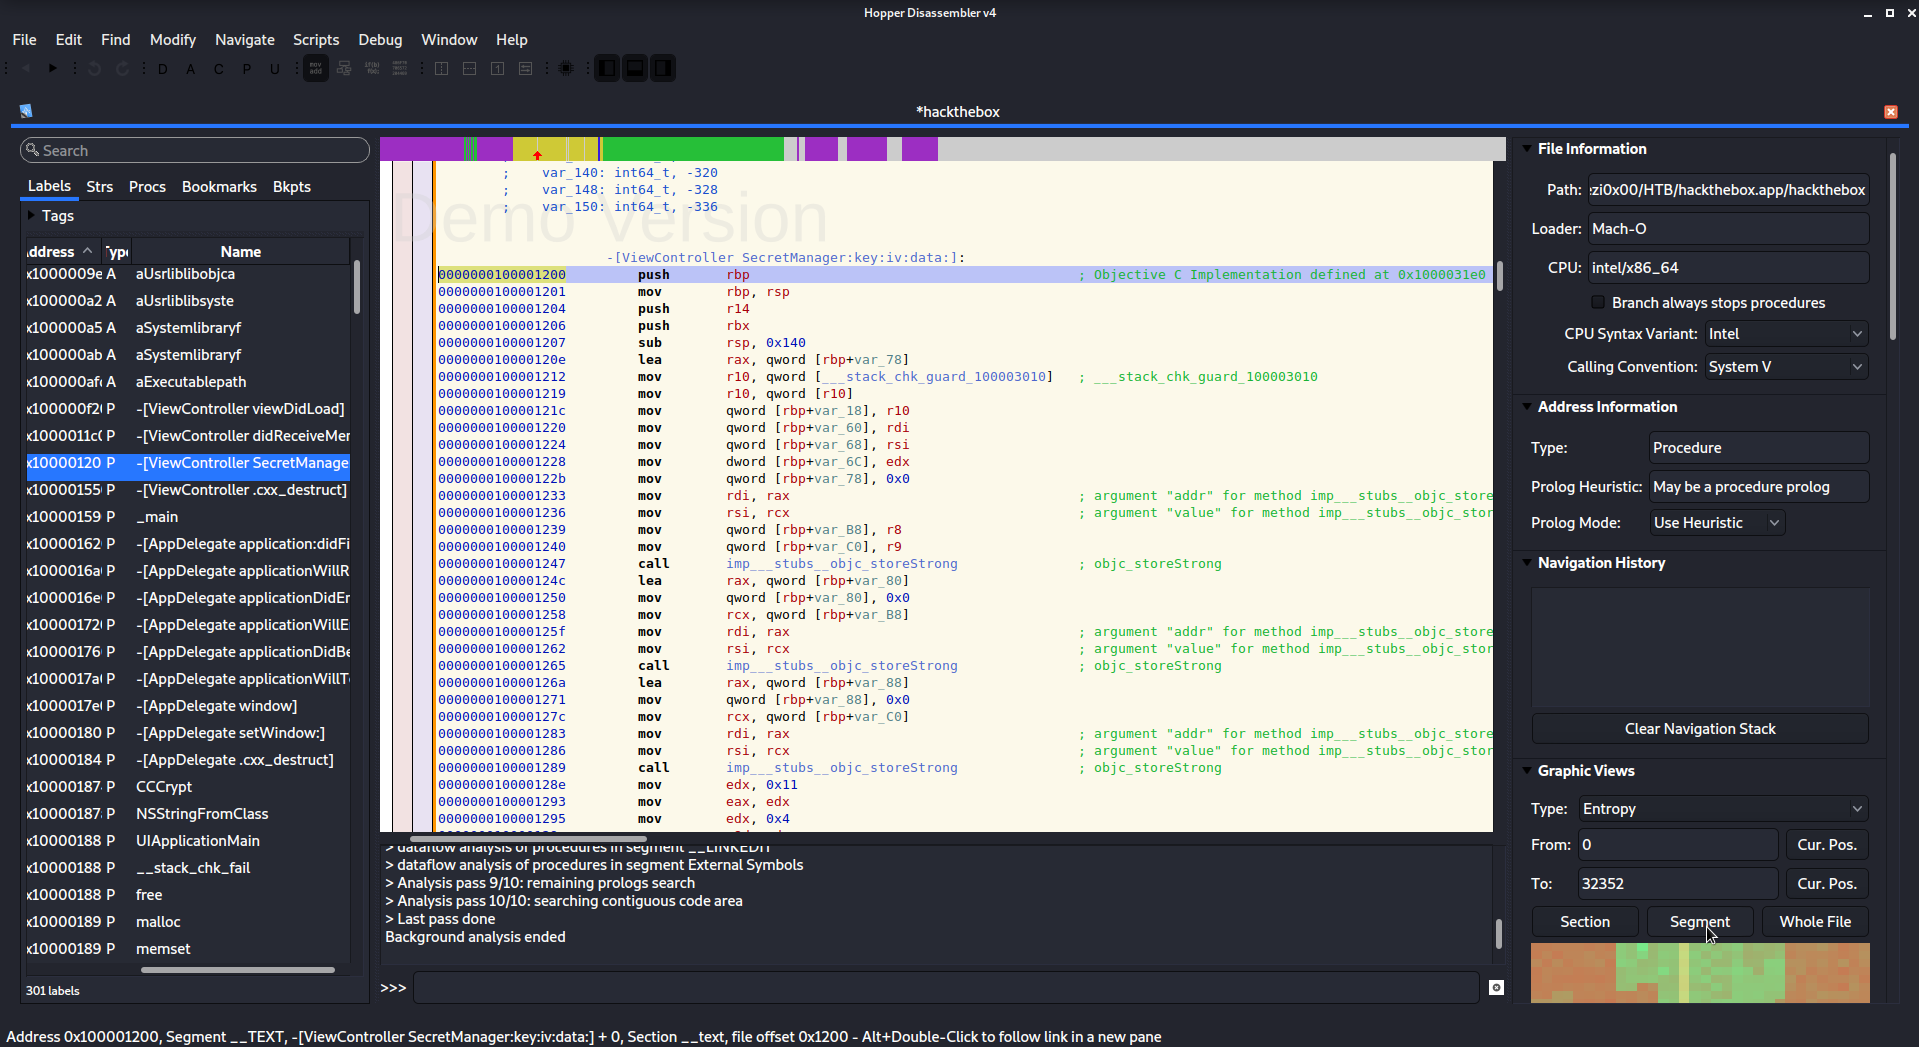 Hopper Disassembler v4
File Edit Find Modify Navigate Scripts Debug Window Help
D A C P U
*hackthebox
Search
Labels Strs Procs Bookmarks Bkpts
Tags
ddress Type Name
x1000009e A aUsrliblibobjca
x100000a2 A aUsrliblibsyste
x100000a5 A aSystemlibraryf
x100000ab A aSystemlibraryf
x100000af A aExecutablepath
x100000f2 P -[ViewController viewDidLoad]
x1000011c P -[ViewController didReceiveMer
x10000120 P -[ViewController SecretManage
x10000155 P -[ViewController .cxx_destruct]
x10000159 P _main
x10000162 P -[AppDelegate application:didFi
x1000016a P -[AppDelegate applicationWillR
x1000016e P -[AppDelegate applicationDidEr
x1000172 P -[AppDelegate applicationWillE
x10000176 P -[AppDelegate applicationDidBe
x100017a P -[AppDelegate applicationWillT
x1000017e P -[AppDelegate window]
x10000180 P -[AppDelegate setWindow:]
x10000184 P -[AppDelegate .cxx_destruct]
x10000187 P CCCrypt
x10000187 P NSStringFromClass
x10000188 P UIApplicationMain
x10000188 P __stack_chk_fail
x10000188 P free
x10000189 P malloc
x10000189 P memset
301 labels
Demo Version
; var_140: int64_t, -320
; var_148: int64_t, -328
; var_150: int64_t, -336
-[ViewController SecretManager:key:iv:data:]:
0000000100001200 push rbp ; Objective C Implementation defined at 0x1000031e0
0000000100001201 mov rbp, rsp
0000000100001204 push r14
0000000100001206 push rbx
0000000100001207 sub rsp, 0x140
000000010000120e lea rax, qword [rbp+var_78]
0000000100001212 mov r10, qword [___stack_chk_guard_100003010] ; ___stack_chk_guard_100003010
0000000100001219 mov r10, qword [r10]
000000010000121c mov qword [rbp+var_18], r10
0000000100001220 mov qword [rbp+var_60], rdi
0000000100001224 mov qword [rbp+var_68], rsi
0000000100001228 mov dword [rbp+var_6C], edx
000000010000122b mov qword [rbp+var_78], 0x0
0000000100001233 mov rdi, rax ; argument "addr" for method imp___stubs__objc_store
0000000100001236 mov rsi, rcx ; argument "value" for method imp___stubs__objc_stor
0000000100001239 mov qword [rbp+var_B8], r8
0000000100001240 mov qword [rbp+var_C0], r9
0000000100001247 call imp___stubs__objc_storeStrong ; objc_storeStrong
000000010000124c lea rax, qword [rbp+var_80]
0000000100001250 mov qword [rbp+var_80], 0x0
0000000100001258 mov rcx, qword [rbp+var_B8]
000000010000125f mov rdi, rax ; argument "addr" for method imp___stubs__objc_store
0000000100001262 mov rsi, rcx ; argument "value" for method imp___stubs__objc_stor
0000000100001265 call imp___stubs__objc_storeStrong ; objc_storeStrong
000000010000126a lea rax, qword [rbp+var_88]
0000000100001271 mov qword [rbp+var_88], 0x0
000000010000127c mov rcx, qword [rbp+var_C0]
0000000100001283 mov rdi, rax ; argument "addr" for method imp___stubs__objc_store
0000000100001286 mov rsi, rcx ; argument "value" for method imp___stubs__objc_stor
0000000100001289 call imp___stubs__objc_storeStrong ; objc_storeStrong
000000010000128e mov edx, 0x11
0000000100001293 mov eax, edx
0000000100001295 mov edx, 0x4
> dataflow analysis of procedures in segment __LINKEDIT
> dataflow analysis of procedures in segment External Symbols
> Analysis pass 9/10: remaining prologs search
> Analysis pass 10/10: searching contiguous code area
> Last pass done
Background analysis ended
>>>
File Information
Path: :zi0x00/HTB/hackthebox.app/hackthebox
Loader: Mach-O
CPU: intel/x86_64
Branch always stops procedures
CPU Syntax Variant: Intel
Calling Convention: System V
Address Information
Type: Procedure
Prolog Heuristic: May be a procedure prolog
Prolog Mode: Use Heuristic
Navigation History
Clear Navigation Stack
Graphic Views
Type: Entropy
From: 0 Cur. Pos.
To: 32352 Cur. Pos.
Section Segment Whole File
Address 0x100001200, Segment __TEXT, -[ViewController SecretManager:key:iv:data:] + 0, Section __text, file offset 0x1200 - Alt+Double-Click to follow link in a new pane